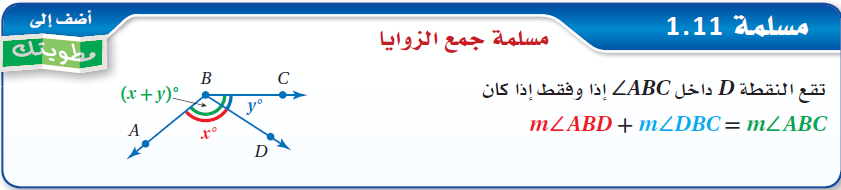 مسلمة 1.11
مسلمة جمع الزوايا
أضف إلى
مطويتك
تقع النقطة D داخل ∠ABC إذا وفقط إذا كان
m∠ABD + m∠DBC = m∠ABC
B
C
(x + y)°
y°
A
x°
D